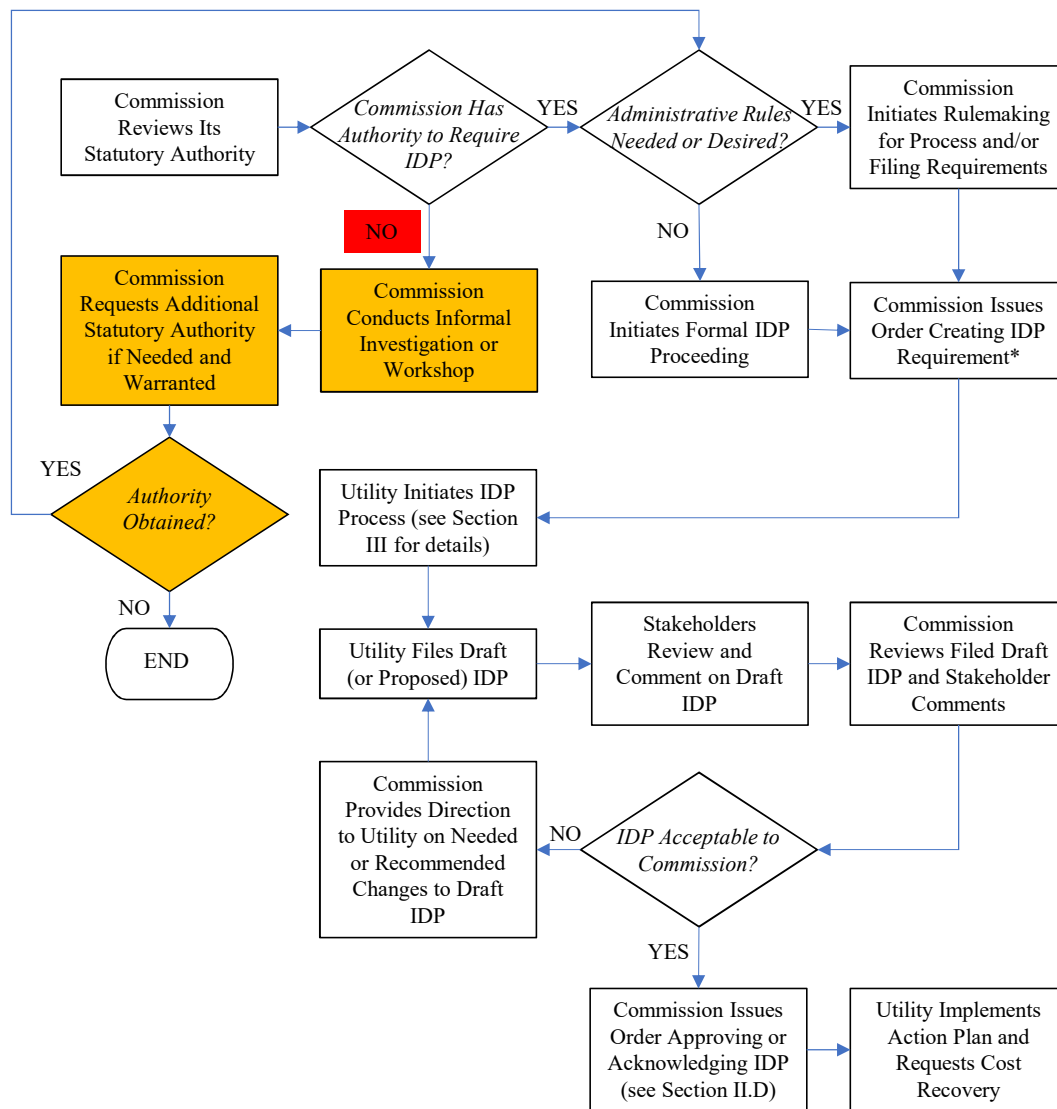 Commission
Reviews Its
Statutory Authority
Commission Has
Authority to Require
IDP?
YES
Administrative Rules
Needed or Desired?
YES
Commission
Initiates Rulemaking
for Process and/or
Filing Requirements
NO
NO
Commission
Requests Additional
Statutory Authority
if Needed and
Warranted
Commission
Conducts Informal
Investigation or
Workshop
Commission
Initiates Formal IDP
Proceeding
Commission Issues
Order Creating IDP
Requirement*
YES
Authority
Obtained?
NO
END
Utility Initiates IDP
Process (see Section
III for details)
Utility Files Draft
(or Proposed) IDP
Stakeholders
Review and
Comment on Draft
IDP
Commission
Reviews Filed Draft
IDP and Stakeholder
Comments
Commission
Provides Direction
to Utility on Needed
or Recommended
Changes to Draft
IDP
NO
IDP Acceptable to
Commission?
YES
Commission Issues
Order Approving or
Acknowledging IDP
(see Section II.D)
Utility Implements
Action Plan and
Requests Cost
Recovery